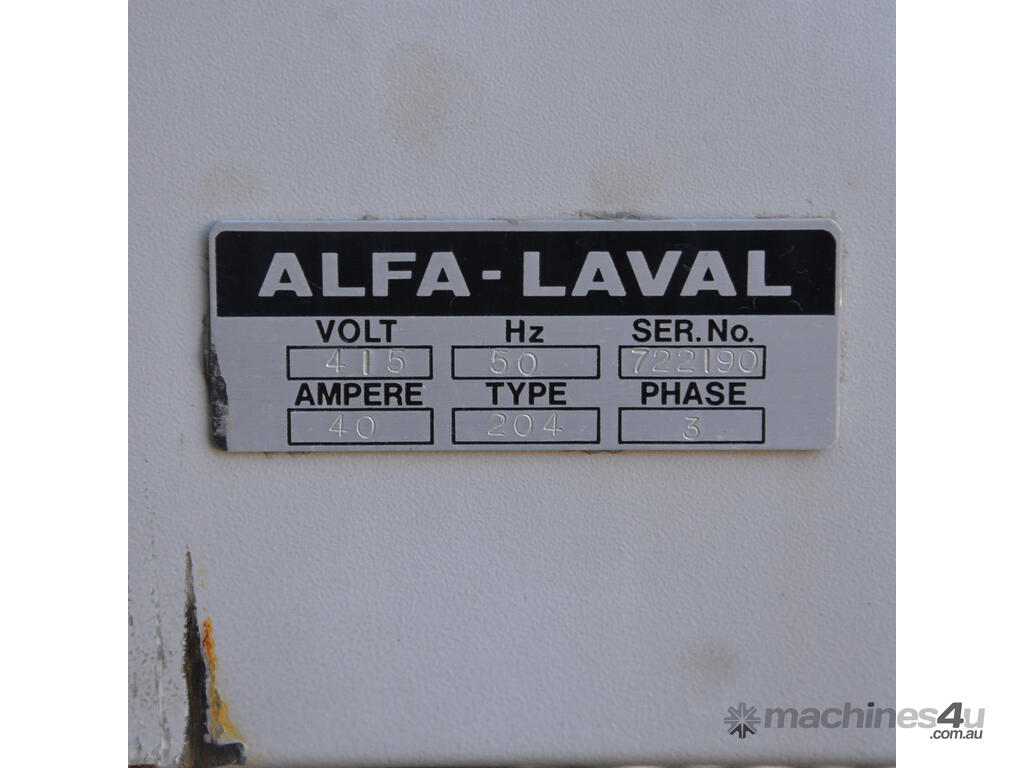 ALFA-LAVAL
VOLT Hz SER. No.
415 50 722190
AMPERE TYPE PHASE
40 204 3
machines4u
.com.au